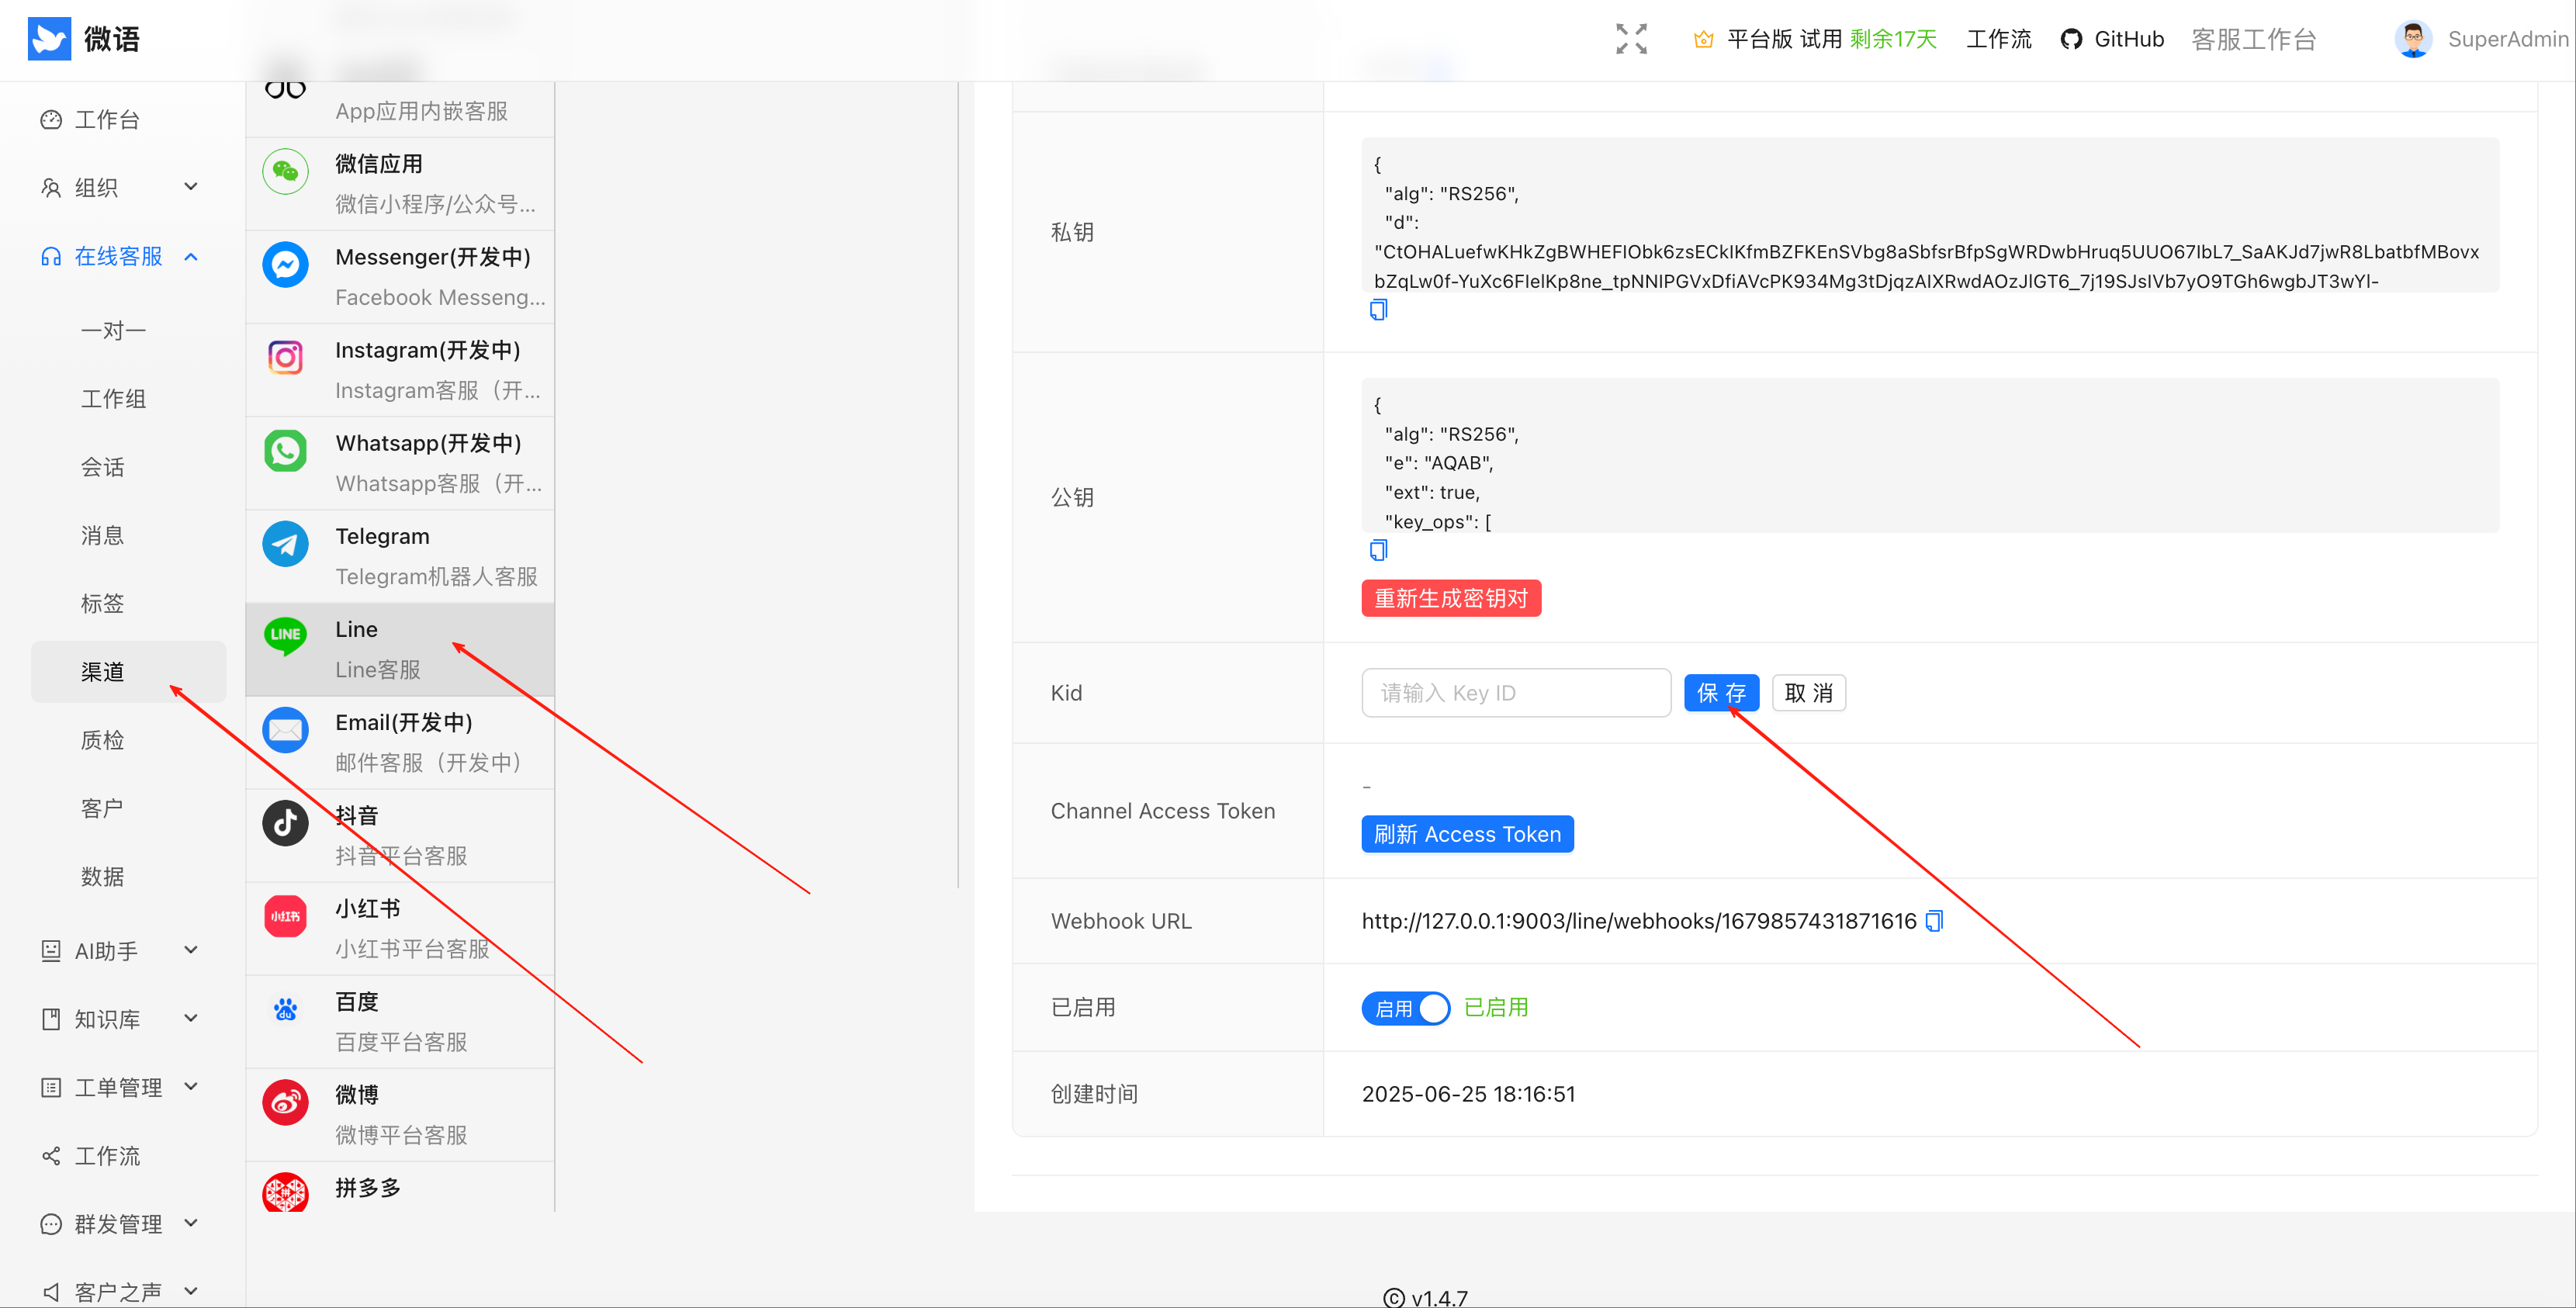 微语
平台版 试用 剩余17天
工作流
GitHub
客服工作台
SuperAdmin
工作台
组织
在线客服
一对一
工作组
会话
消息
标签
渠道
质检
客户
数据
AI助手
知识库
工单管理
工作流
群发管理
客户之声
App应用内嵌客服
微信应用
微信小程序/公众号...
Messenger(开发中)
Facebook Messeng...
Instagram(开发中)
Instagram客服（开...
Whatsapp(开发中)
Whatsapp客服（开...
Telegram
Telegram机器人客服
LINE
Line
Line客服
Email(开发中)
邮件客服（开发中）
抖音
抖音平台客服
小红书
小红书
小红书平台客服
du
百度
百度平台客服
微博
微博平台客服
拼
拼多多
私钥
{
"alg": "RS256",
"d":
"CtOHALuefwKHkZgBWHEFlObk6zsECkIKfmBZFKEnSVbg8aSbfsrBfpSgWRDwbHruq5UUO67IbL7_SaAKJd7jwR8LbatbfMBovx
bZqLw0f-YuXc6FIelKp8ne_tpNNIPGVxDfiAVcPK934Mg3tDjqzAIXRwdAOzJlGT6_7j19SJsIVb7yO9TGh6wgbJT3wYI-
公钥
{
"alg": "RS256",
"e": "AQAB",
"ext": true,
"key_ops": [
重新生成密钥对
Kid
请输入 Key ID
保 存
取 消
Channel Access Token
-
刷新 Access Token
Webhook URL
http://127.0.0.1:9003/line/webhooks/1679857431871616
已启用
启用
已启用
创建时间
2025-06-25 18:16:51
© v1.4.7